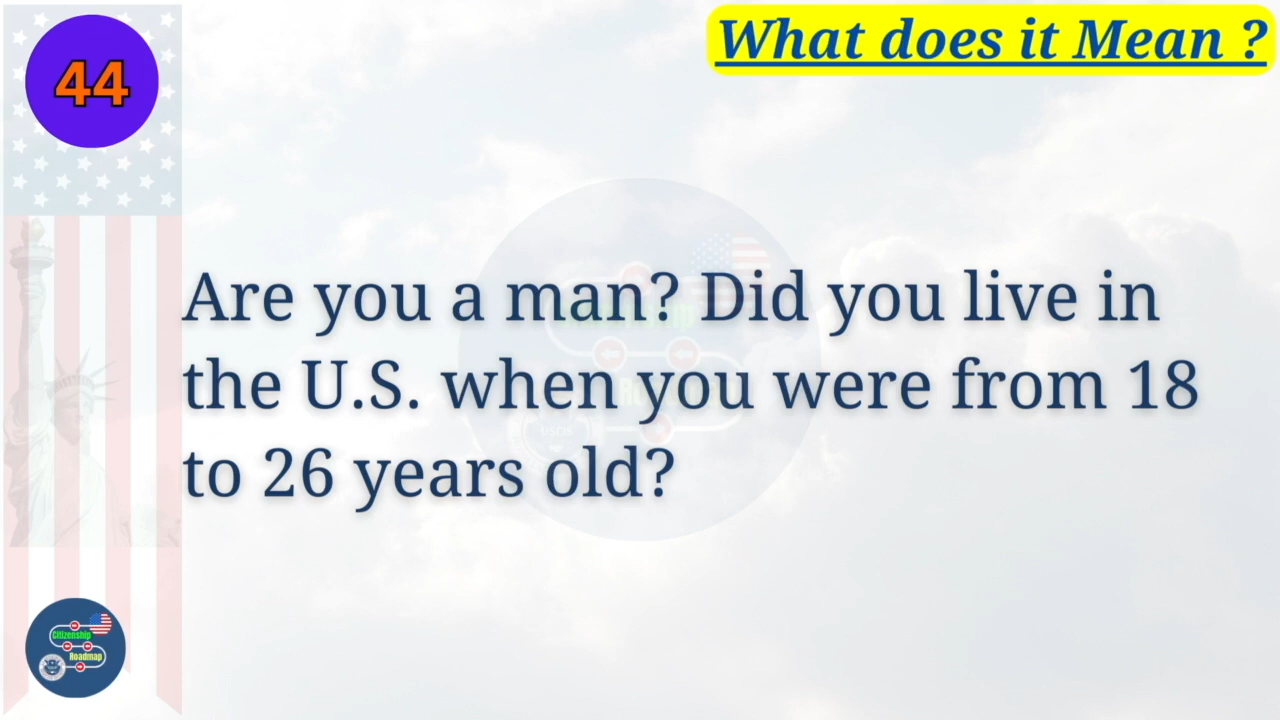 44
What does it Mean ?
Are you a man? Did you live in
the U.S. when you were from 18
to 26 years old?
Citizenship
Roadmap